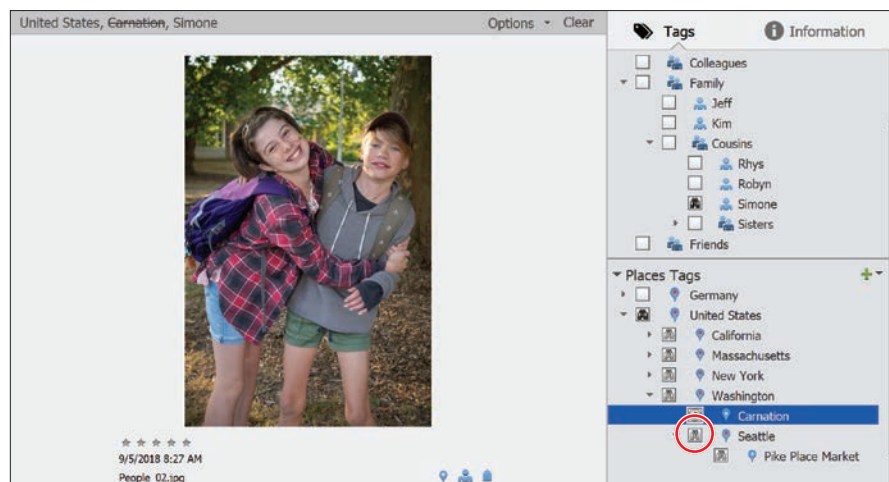 United States, Carnation, Simone
Options
Clear
Tags
Information
Colleagues
Family
Jeff
Kim
Cousins
Rhys
Robyn
Simone
Sisters
Friends
Places Tags
Germany
United States
California
Massachusetts
New York
Washington
Carnation
Seattle
Pike Place Market
9/5/2018 8:27 AM
People_02.jpg